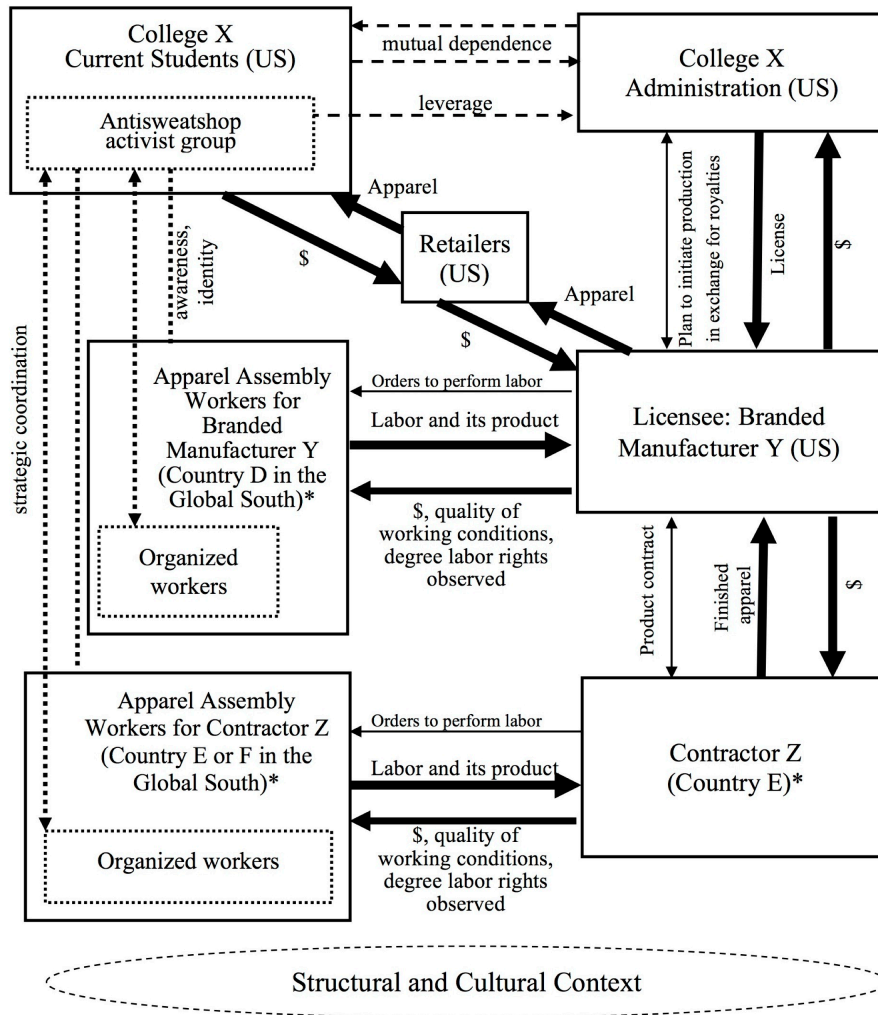 College X
Current Students (US)
Antisweatshop
activist group
mutual dependence
leverage
College X
Administration (US)
Apparel
$
Retailers
(US)
Apparel
$
Plan to initiate production
in exchange for royalties
License
$
awareness,
identity
strategic coordination
Apparel Assembly
Workers for
Branded
Manufacturer Y
(Country D in the
Global South)*
Organized
workers
Orders to perform labor
Labor and its product
$, quality of
working conditions,
degree labor rights
observed
Licensee: Branded
Manufacturer Y (US)
Product contract
Finished
apparel
$
Apparel Assembly
Workers for Contractor Z
(Country E or F in the
Global South)*
Organized workers
Orders to perform labor
Labor and its product
$, quality of
working conditions,
degree labor rights
observed
Contractor Z
(Country E)*
Structural and Cultural Context